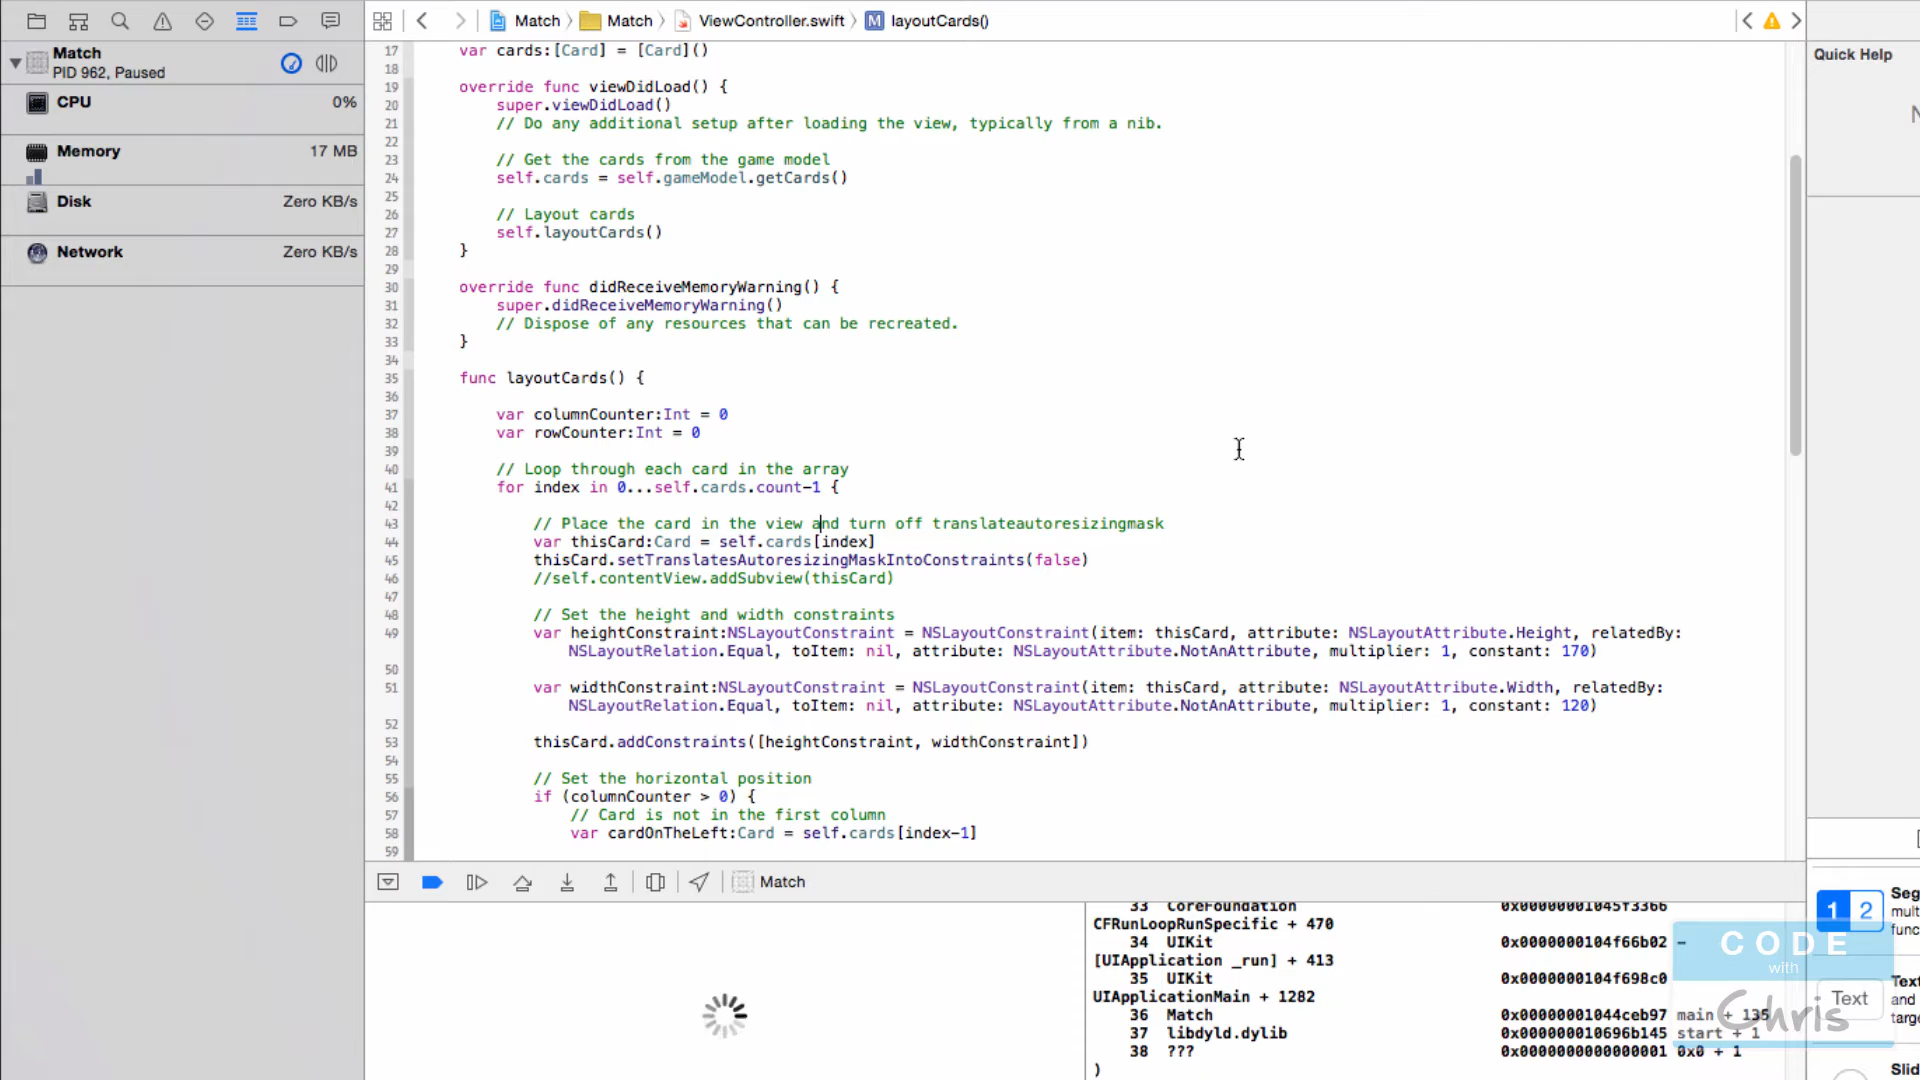 Match > Match > ViewController.swift > M layoutCards()
Match
PID 962, Paused
CPU 0%
Memory 17 MB
Disk Zero KB/s
Network Zero KB/s
17 var cards:[Card] = [Card]()
18
19 override func viewDidLoad() {
20 super.viewDidLoad()
21 // Do any additional setup after loading the view, typically from a nib.
22
23 // Get the cards from the game model
24 self.cards = self.gameModel.getCards()
25
26 // Layout cards
27 self.layoutCards()
28 }
29
30 override func didReceiveMemoryWarning() {
31 super.didReceiveMemoryWarning()
32 // Dispose of any resources that can be recreated.
33 }
34
35 func layoutCards() {
36
37 var columnCounter:Int = 0
38 var rowCounter:Int = 0
39
40 // Loop through each card in the array
41 for index in 0...self.cards.count-1 {
42
43 // Place the card in the view and turn off translateautoresizingmask
44 var thisCard:Card = self.cards[index]
45 thisCard.setTranslatesAutoresizingMaskIntoConstraints(false)
46 //self.contentView.addSubview(thisCard)
47
48 // Set the height and width constraints
49 var heightConstraint:NSLayoutConstraint = NSLayoutConstraint(item: thisCard, attribute: NSLayoutAttribute.Height, relatedBy:
NSLayoutRelation.Equal, toItem: nil, attribute: NSLayoutAttribute.NotAnAttribute, multiplier: 1, constant: 170)
50
51 var widthConstraint:NSLayoutConstraint = NSLayoutConstraint(item: thisCard, attribute: NSLayoutAttribute.Width, relatedBy:
NSLayoutRelation.Equal, toItem: nil, attribute: NSLayoutAttribute.NotAnAttribute, multiplier: 1, constant: 120)
52
53 thisCard.addConstraints([heightConstraint, widthConstraint])
54
55 // Set the horizontal position
56 if (columnCounter > 0) {
57 // Card is not in the first column
58 var cardOnTheLeft:Card = self.cards[index-1]
59
Match
33 CoreFoundation 0x00000001045f3366
CFRunLoopRunSpecific + 470
34 UIKit 0x0000000104f66b02 -
[UIApplication _run] + 413
35 UIKit 0x0000000104f698c0
UIApplicationMain + 1282
36 Match 0x00000001044ceb97 main + 135
37 libdyld.dylib 0x000000010696b145 start + 1
38 ??? 0x0000000000000001 0x0 + 1
)
Quick Help
N
1 2
Seg
mult
func
Text
Text
and
targe
Slid
CODE
with
Chris